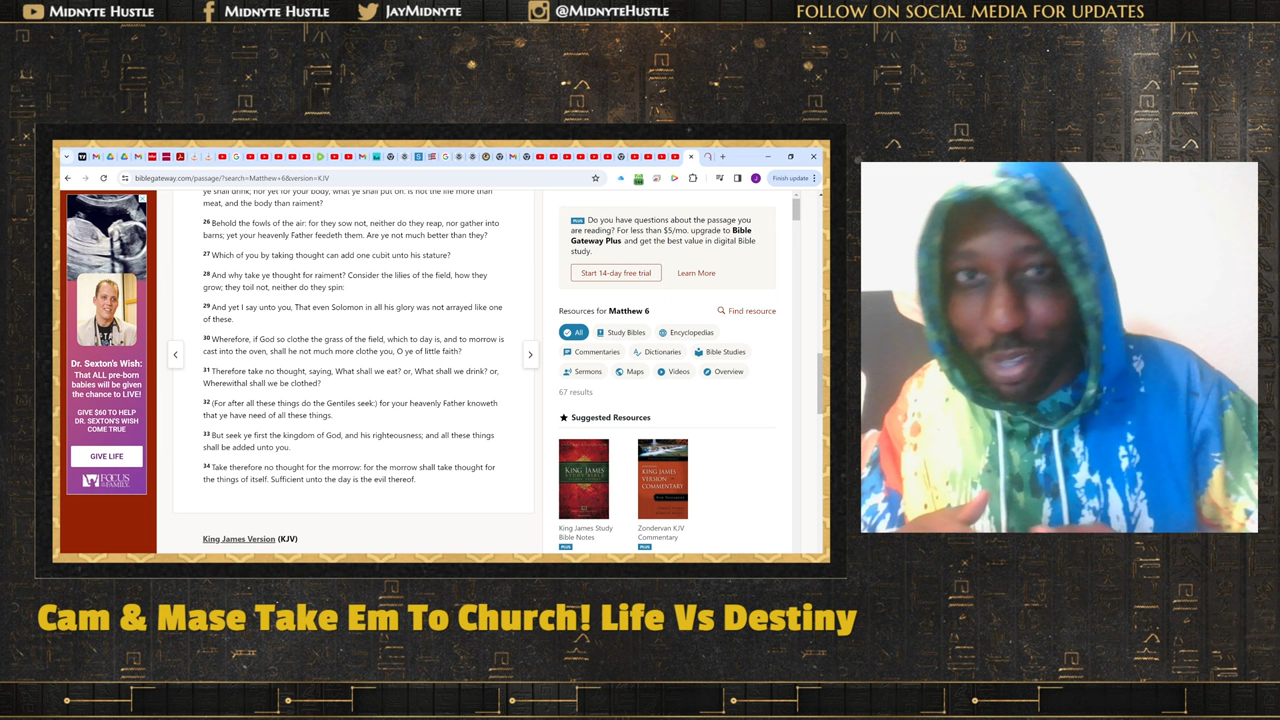 MIDNYTE HUSTLE
MIDNYTE HUSTLE
JAYMIDNYTE
@MIDNYTEHUSTLE
FOLLOW ON SOCIAL MEDIA FOR UPDATES
biblegateway.com/passage/?search=Matthew+6&version=KJV
Finish update
ye shall drink; nor yet for your body, what ye shall put on. Is not the life more than
meat, and the body than raiment?
26 Behold the fowls of the air: for they sow not, neither do they reap, nor gather into
barns; yet your heavenly Father feedeth them. Are ye not much better than they?
27 Which of you by taking thought can add one cubit unto his stature?
28 And why take ye thought for raiment? Consider the lilies of the field, how they
grow; they toil not, neither do they spin:
29 And yet I say unto you, That even Solomon in all his glory was not arrayed like one
of these.
30 Wherefore, if God so clothe the grass of the field, which to day is, and to morrow is
cast into the oven, shall he not much more clothe you, O ye of little faith?
31 Therefore take no thought, saying, What shall we eat? or, What shall we drink? or,
Wherewithal shall we be clothed?
32 (For after all these things do the Gentiles seek:) for your heavenly Father knoweth
that ye have need of all these things.
33 But seek ye first the kingdom of God, and his righteousness; and all these things
shall be added unto you.
34 Take therefore no thought for the morrow: for the morrow shall take thought for
the things of itself. Sufficient unto the day is the evil thereof.
King James Version (KJV)
Dr. Sexton's Wish:
That ALL pre-born
babies will be given
the chance to LIVE!
GIVE $60 TO HELP
DR. SEXTON'S WISH
COME TRUE
GIVE LIFE
FOCUS
ON THE FAMILY
PLUS Do you have questions about the passage you
are reading? For less than $5/mo. upgrade to Bible
Gateway Plus and get the best value in digital Bible
study.
Start 14-day free trial
Learn More
Resources for Matthew 6
Find resource
All
Study Bibles
Encyclopedias
Commentaries
Dictionaries
Bible Studies
Sermons
Maps
Videos
Overview
67 results
Suggested Resources
KING JAMES
STUDY BIBLE
KING JAMES
VERSION
COMMENTARY
King James Study
Bible Notes
PLUS
Zondervan KJV
Commentary
PLUS
Cam & Mase Take Em To Church! Life Vs Destiny